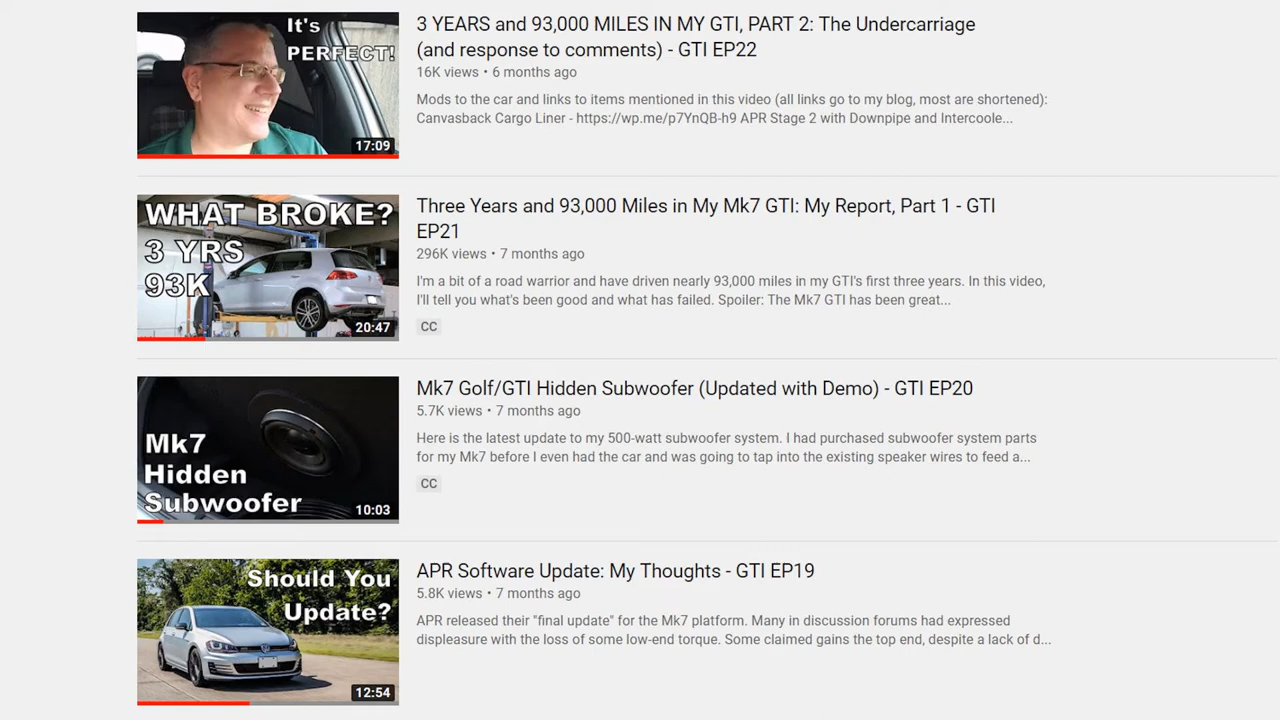 It's
PERFECT!
17:09
3 YEARS and 93,000 MILES IN MY GTI, PART 2: The Undercarriage
(and response to comments) - GTI EP22
16K views • 6 months ago
Mods to the car and links to items mentioned in this video (all links go to my blog, most are shortened):
Canvasback Cargo Liner - https://wp.me/p7YnQB-h9 APR Stage 2 with Downpipe and Intercoole...
WHAT BROKE?
3 YRS
93K
20:47
Three Years and 93,000 Miles in My Mk7 GTI: My Report, Part 1 - GTI
EP21
296K views • 7 months ago
I'm a bit of a road warrior and have driven nearly 93,000 miles in my GTI's first three years. In this video,
I'll tell you what's been good and what has failed. Spoiler: The Mk7 GTI has been great...
CC
Mk7
Hidden
Subwoofer
10:03
Mk7 Golf/GTI Hidden Subwoofer (Updated with Demo) - GTI EP20
5.7K views • 7 months ago
Here is the latest update to my 500-watt subwoofer system. I had purchased subwoofer system parts
for my Mk7 before I even had the car and was going to tap into the existing speaker wires to feed a...
CC
Should You
Update?
12:54
APR Software Update: My Thoughts - GTI EP19
5.8K views • 7 months ago
APR released their "final update" for the Mk7 platform. Many in discussion forums had expressed
displeasure with the loss of some low-end torque. Some claimed gains the top end, despite a lack of d...